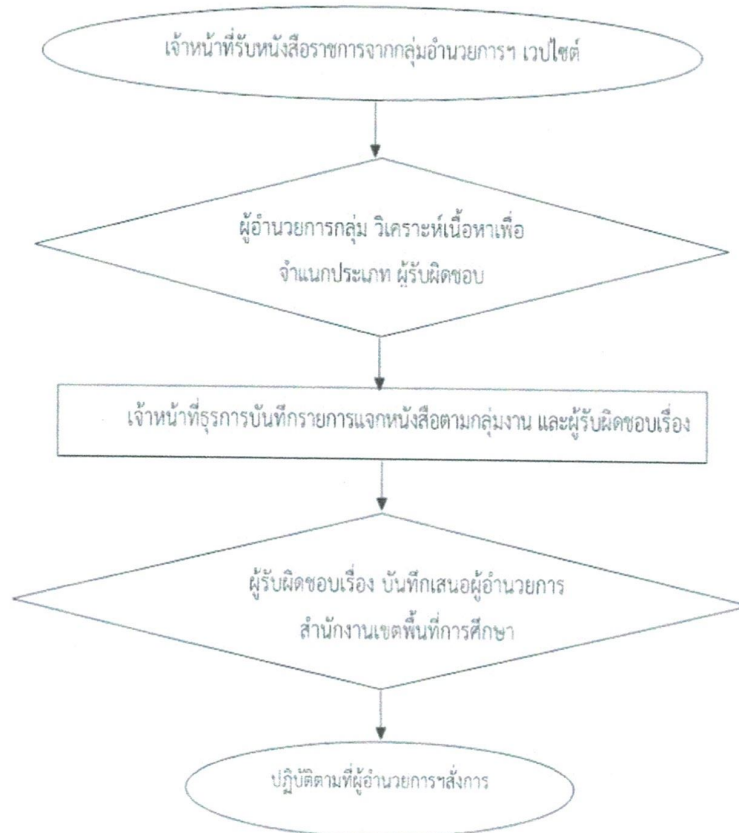 เจ้าหน้าที่รับหนังสือราชการจากกลุ่มอำนวยการฯ เวปไซต์
ผู้อำนวยการกลุ่ม วิเคราะห์เนื้อหาเพื่อ
จำแนกประเภท ผู้รับผิดชอบ
เจ้าหน้าที่ธุรการบันทึกรายการแจกหนังสือตามกลุ่มงาน และผู้รับผิดชอบเรื่อง
ผู้รับผิดชอบเรื่อง บันทึกเสนอผู้อำนวยการ
สำนักงานเขตพื้นที่การศึกษา
ปฏิบัติตามที่ผู้อำนวยการฯสั่งการ